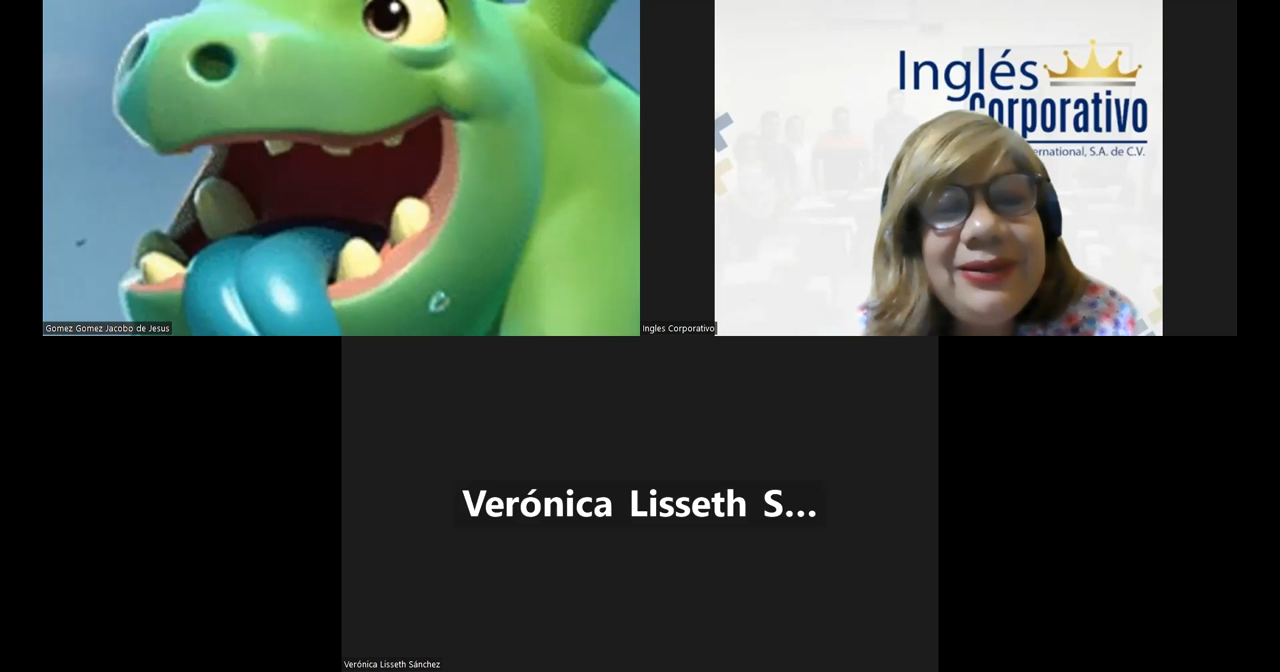 Inglés
Corporativo
ernational, S.A. de C.V.
Gomez Gomez Jacobo de Jesus
Ingles Corporativo
Verónica Lisseth S...
Verónica Lisseth Sánchez